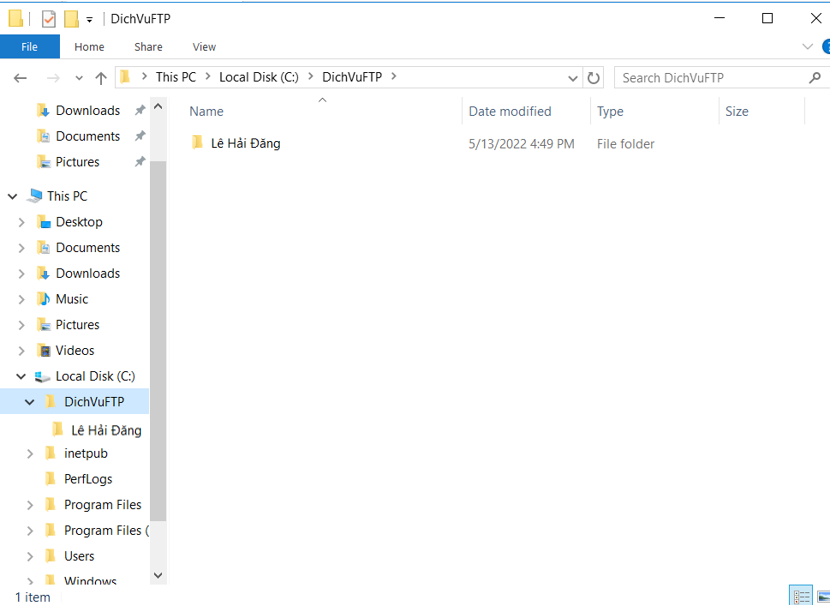 DichVuFTP
File Home Share View
This PC Local Disk (C:) DichVuFTP
Search DichVuFTP
Downloads
Documents
Pictures
This PC
Desktop
Documents
Downloads
Music
Pictures
Videos
Local Disk (C:)
DichVuFTP
Lê Hải Đăng
inetpub
PerfLogs
Program Files
Program Files (
Users
Windows
Name Date modified Type Size
Lê Hải Đăng 5/13/2022 4:49 PM File folder
1 item